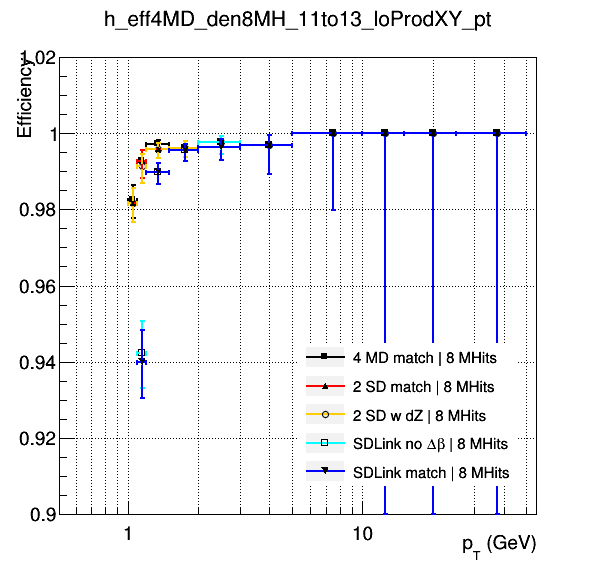 h_eff4MD_den8MH_11to13_loProdXY_pt
Efficiency
1.02
1
0.98
0.96
0.94
0.92
0.9
4 MD match | 8 MHits
2 SD match | 8 MHits
2 SD w dZ | 8 MHits
SDLink no Δβ | 8 MHits
SDLink match | 8 MHits
1
10
p_T (GeV)